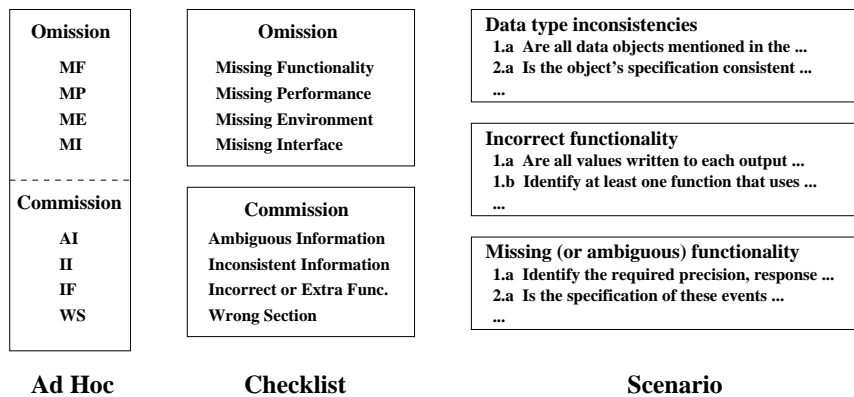 Omission
MF
MP
ME
MI
Commission
AI
II
IF
WS
Ad Hoc
Omission
Missing Functionality
Missing Performance
Missing Environment
Misisng Interface
Commission
Ambiguous Information
Inconsistent Information
Incorrect or Extra Func.
Wrong Section
Checklist
Data type inconsistencies
1.a Are all data objects mentioned in the ...
2.a Is the object's specification consistent ...
...
Incorrect functionality
1.a Are all values written to each output ...
1.b Identify at least one function that uses ...
...
Missing (or ambiguous) functionality
1.a Identify the required precision, response ...
2.a Is the specification of these events ...
...
Scenario